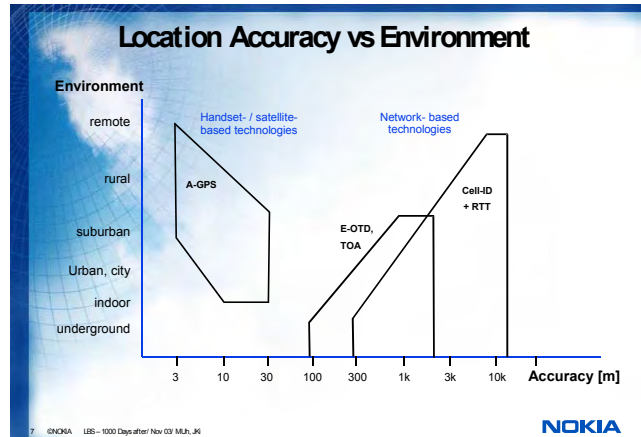 Location Accuracy vs Environment
Environment
remote
rural
suburban
Urban, city
indoor
underground
Handset- / satellite-
based technologies
Network- based
technologies
A-GPS
E-OTD,
TOA
Cell-ID
+ RTT
3 10 30 100 300 1k 3k 10k Accuracy [m]
7 ©NOKIA LBS – 1000 Days after/ Nov 03/ MUh, JKi
NOKIA